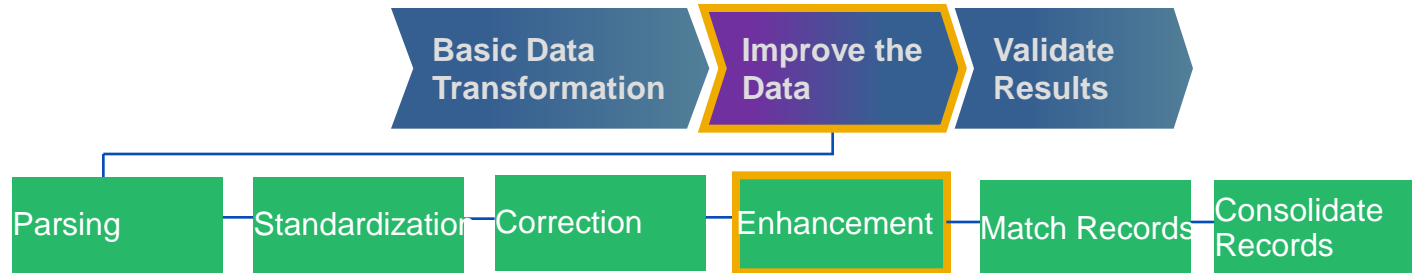 Basic Data
Transformation
Improve the
Data
Validate
Results
Parsing
Standardization
Correction
Enhancement
Match Records
Consolidate
Records